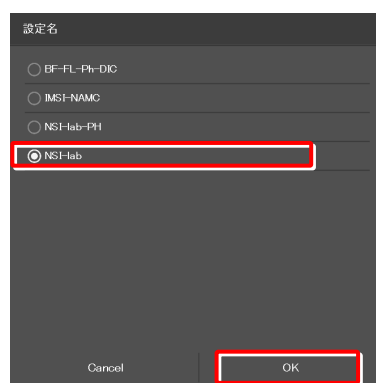 設定名
BF-FL-Ph-DIC
IMSI-NAMC
NSI-lab-PH
NSI-lab
Cancel
OK